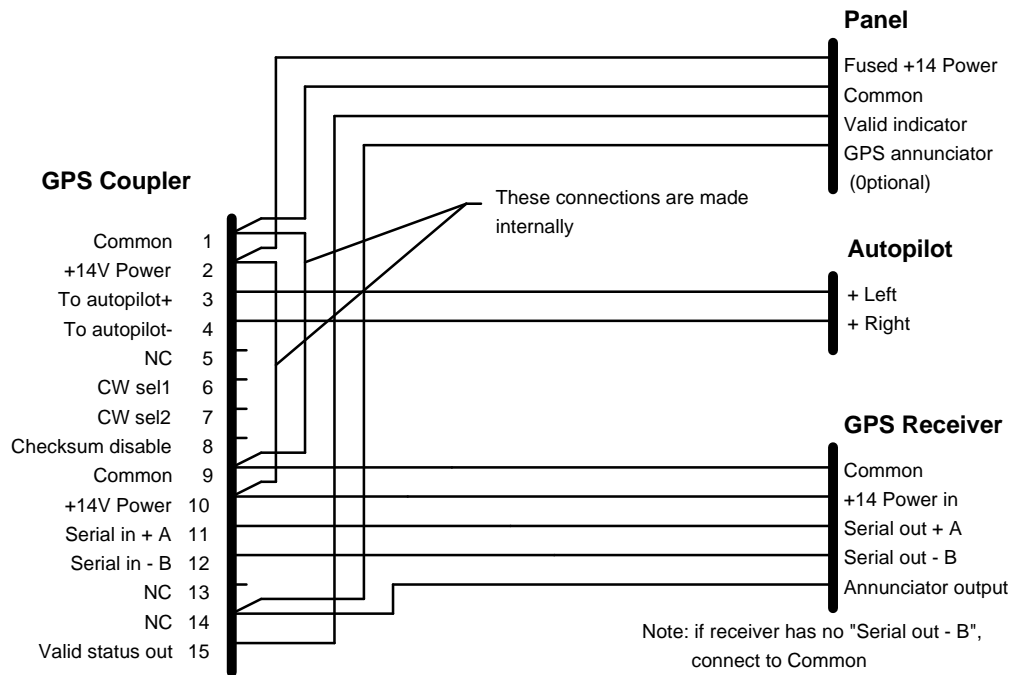 Panel
Fused +14 Power
Common
Valid indicator
GPS annunciator
(0ptional)
GPS Coupler
Common 1
+14V Power 2
To autopilot+ 3
To autopilot- 4
NC 5
CW sel1 6
CW sel2 7
Checksum disable 8
Common 9
+14V Power 10
Serial in + A 11
Serial in - B 12
NC 13
NC 14
Valid status out 15
These connections are made
internally
Autopilot
+ Left
+ Right
GPS Receiver
Common
+14 Power in
Serial out + A
Serial out - B
Annunciator output
Note: if receiver has no "Serial out - B",
connect to Common